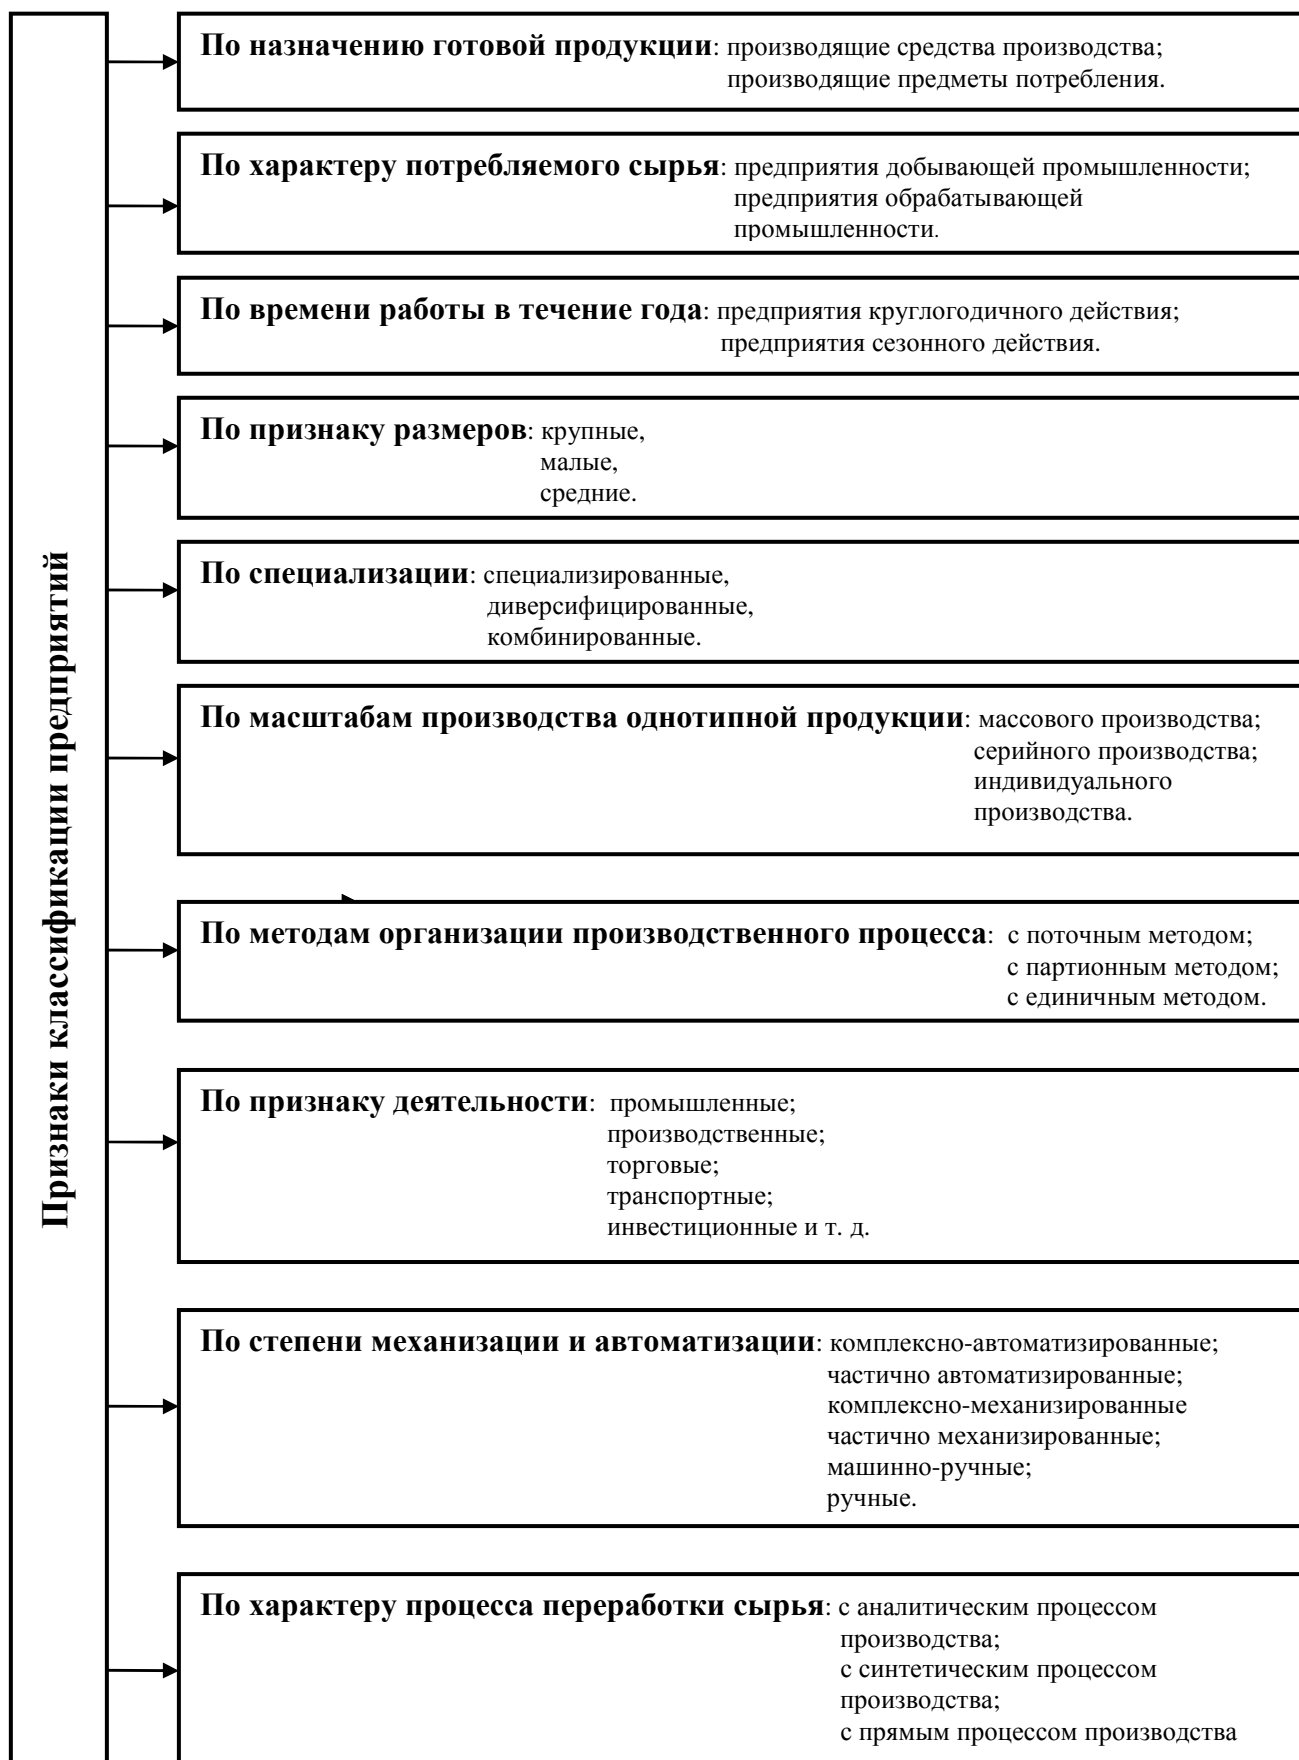 Признаки классификации предприятий
По назначению готовой продукции: производящие средства производства;
производящие предметы потребления.
По характеру потребляемого сырья: предприятия добывающей промышленности;
предприятия обрабатывающей
промышленности.
По времени работы в течение года: предприятия круглогодичного действия;
предприятия сезонного действия.
По признаку размеров: крупные,
малые,
средние.
По специализации: специализированные,
диверсифицированные,
комбинированные.
По масштабам производства однотипной продукции: массового производства;
серийного производства;
индивидуального
производства.
По методам организации производственного процесса: с поточным методом;
с партионным методом;
с единичным методом.
По признаку деятельности: промышленные;
производственные;
торговые;
транспортные;
инвестиционные и т. д.
По степени механизации и автоматизации: комплексно-автоматизированные;
частично автоматизированные;
комплексно-механизированные
частично механизированные;
машинно-ручные;
ручные.
По характеру процесса переработки сырья: с аналитическим процессом
производства;
с синтетическим процессом
производства;
с прямым процессом производства